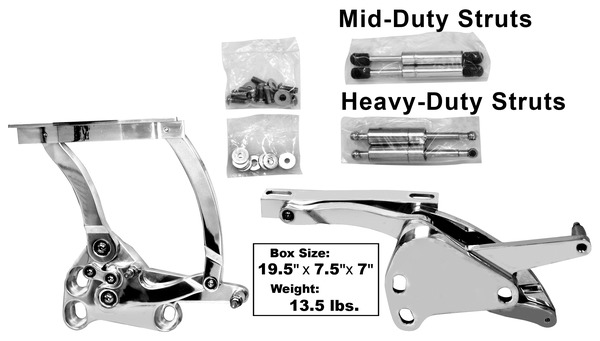 Mid-Duty Struts
Heavy-Duty Struts
Box Size:
19.5" x 7.5"x 7"
Weight:
13.5 lbs.